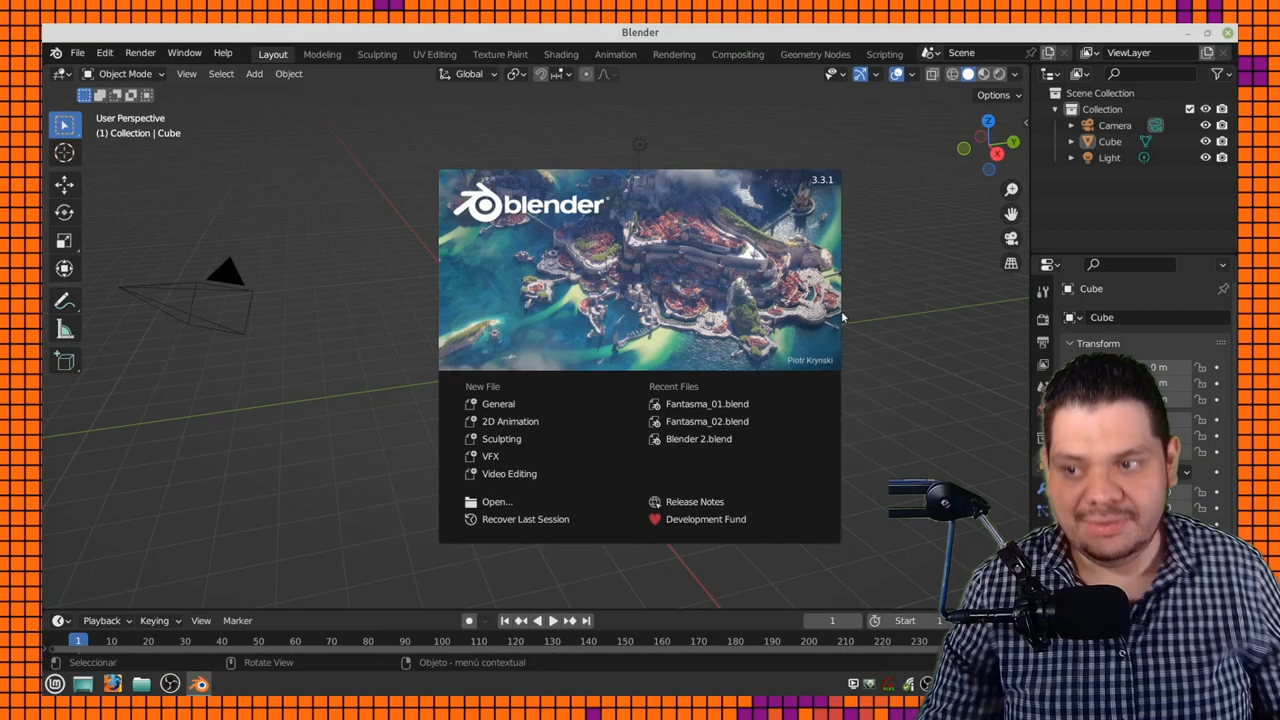 Blender
File Edit Render Window Help Layout Modeling Sculpting UV Editing Texture Paint Shading Animation Rendering Compositing Geometry Nodes Scripting Scene ViewLayer
Object Mode View Select Add Object Global
Options
User Perspective
(1) Collection | Cube
Z
Y
X
Scene Collection
Collection
Camera
Cube
Light
3.3.1
blender
Piotr Krynski
New File
General
2D Animation
Sculpting
VFX
Video Editing
Open...
Recover Last Session
Recent Files
Fantasma_01.blend
Fantasma_02.blend
Blender 2.blend
Release Notes
Development Fund
Cube
Cube
Transform
0 m
m
Playback Keying View Marker 1 Start 1
1 10 20 30 40 50 60 70 80 90 100 110 120 130 140 150 160 170 180 190 200 210 220 230
Seleccionar Rotate View Objeto - menú contextual